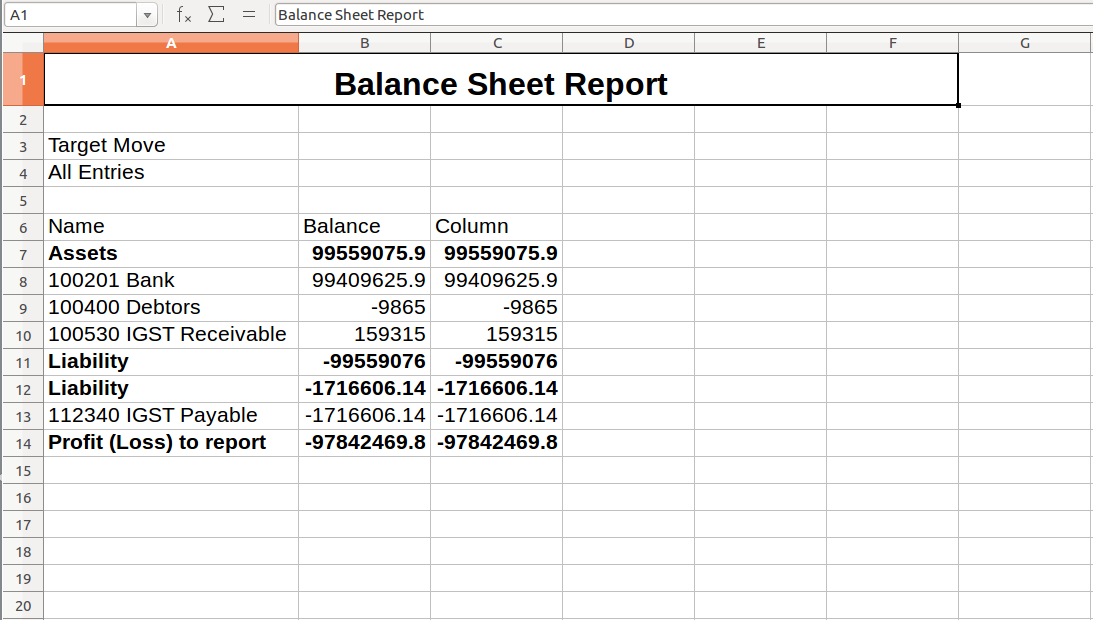 A1 Balance Sheet Report
A B C D E F G
1 Balance Sheet Report
2
3 Target Move
4 All Entries
5
6 Name Balance Column
7 Assets 99559075.9 99559075.9
8 100201 Bank 99409625.9 99409625.9
9 100400 Debtors -9865 -9865
10 100530 IGST Receivable 159315 159315
11 Liability -99559076 -99559076
12 Liability -1716606.14 -1716606.14
13 112340 IGST Payable -1716606.14 -1716606.14
14 Profit (Loss) to report -97842469.8 -97842469.8
15
16
17
18
19
20